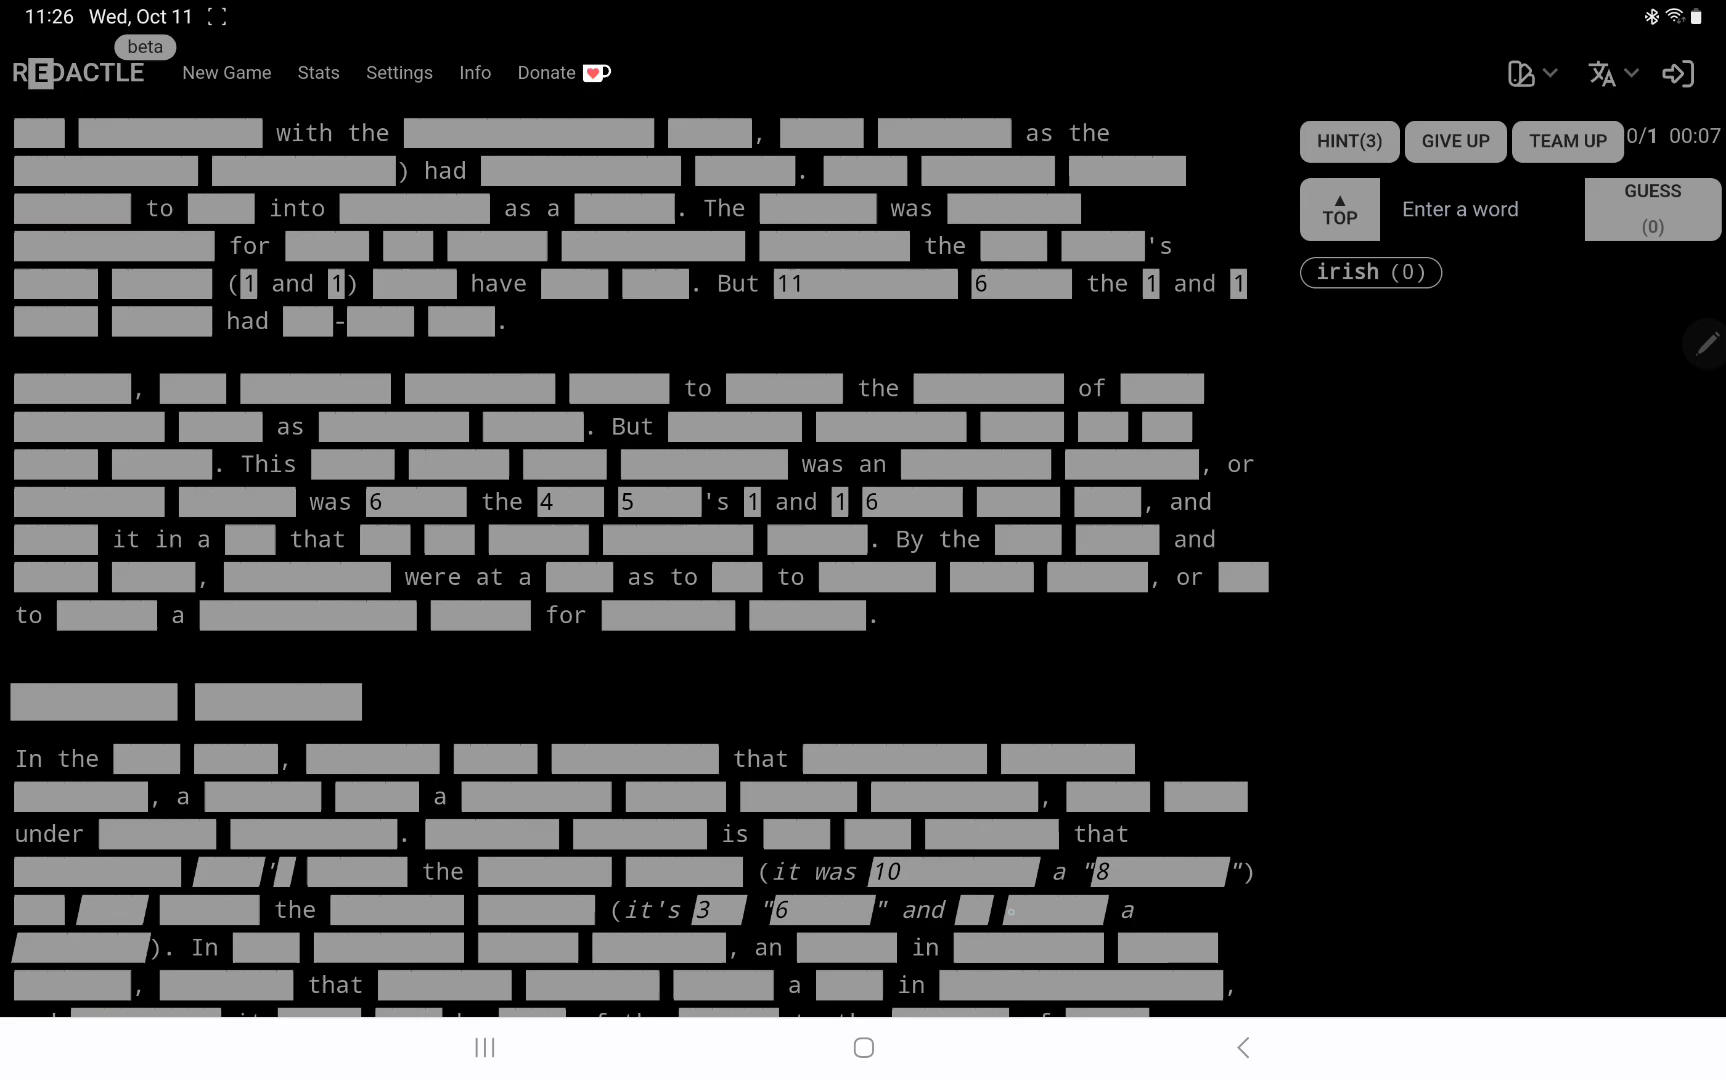 11:26 Wed, Oct 11
beta
REDACTLE New Game Stats Settings Info Donate
with the , as the
) had .
to into as a . The was
for the 's
(1 and 1) have . But 11 6 the 1 and 1
had - .
, to the of
as . But
. This was an , or
was 6 the 4 5 's 1 and 1 6 , and
it in a that . By the and
, were at a as to to , or
to a for .
In the , that
, a a ,
under . is that
' the (it was 10 a "8 ")
the (it's 3 "6 " and a
). In , an in
, that a in ,
HINT(3) GIVE UP TEAM UP 0/1 00:07
▲
TOP Enter a word GUESS
(0)
irish (0)